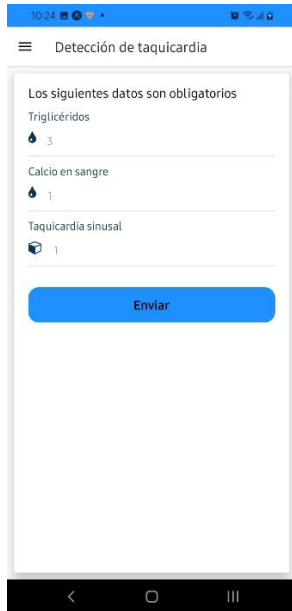 10:24
Detección de taquicardia
Los siguientes datos son obligatorios
Triglicéridos
3
Calcio en sangre
1
Taquicardia sinusal
1
Enviar